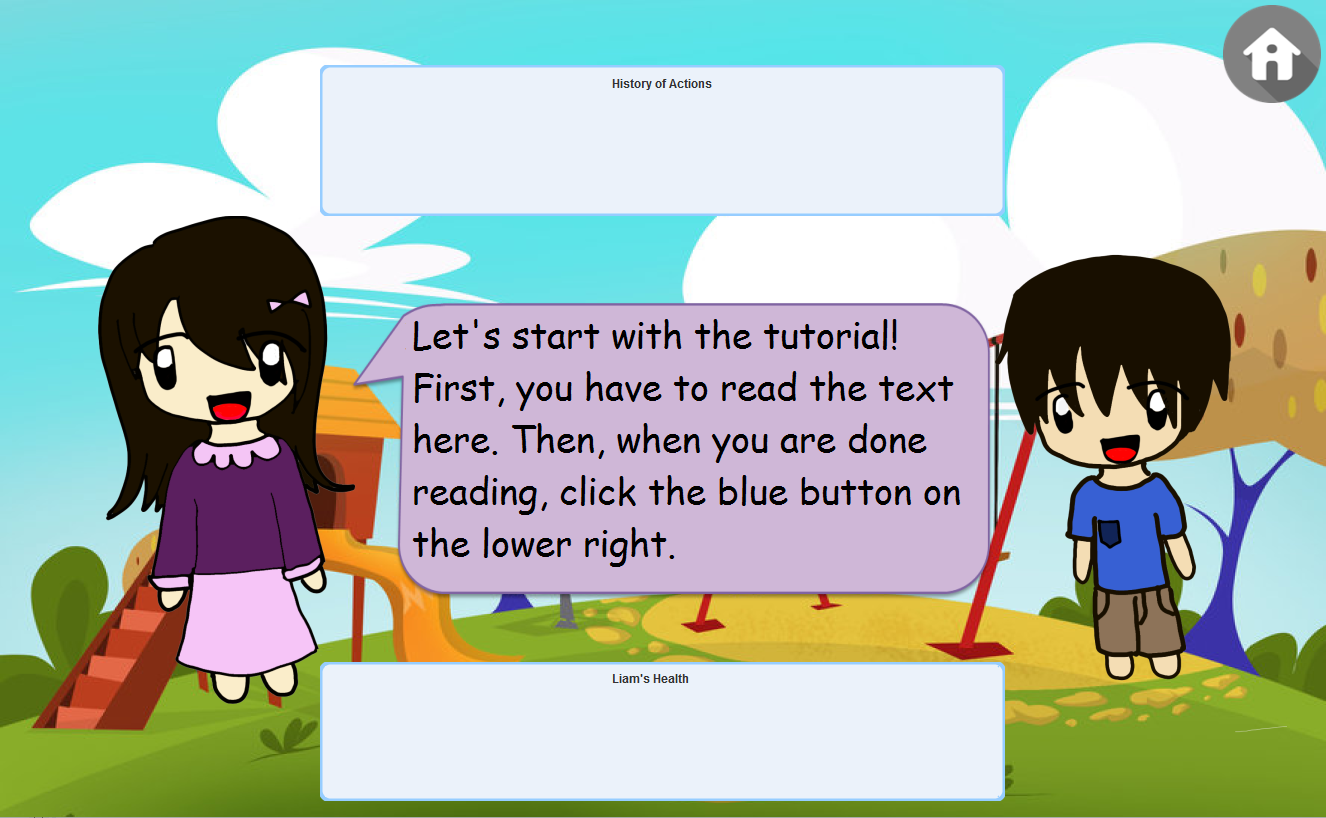 History of Actions
Let's start with the tutorial!
First, you have to read the text
here. Then, when you are done
reading, click the blue button on
the lower right.
Liam's Health